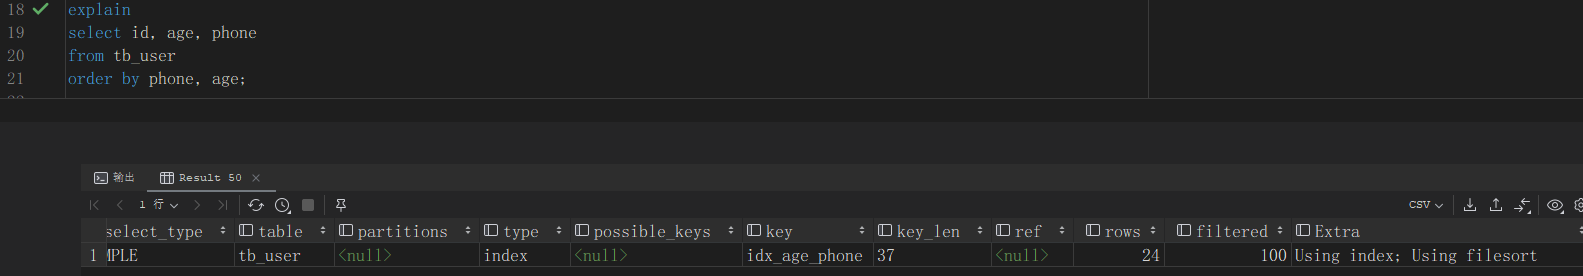 18 explain
19 select id, age, phone
20 from tb_user
21 order by phone, age;
输出 Result 50
1 行 CSV
select_type table partitions type possible_keys key key_len ref rows filtered Extra
1 MPLE tb_user <null> index <null> idx_age_phone 37 <null> 24 100 Using index; Using filesort